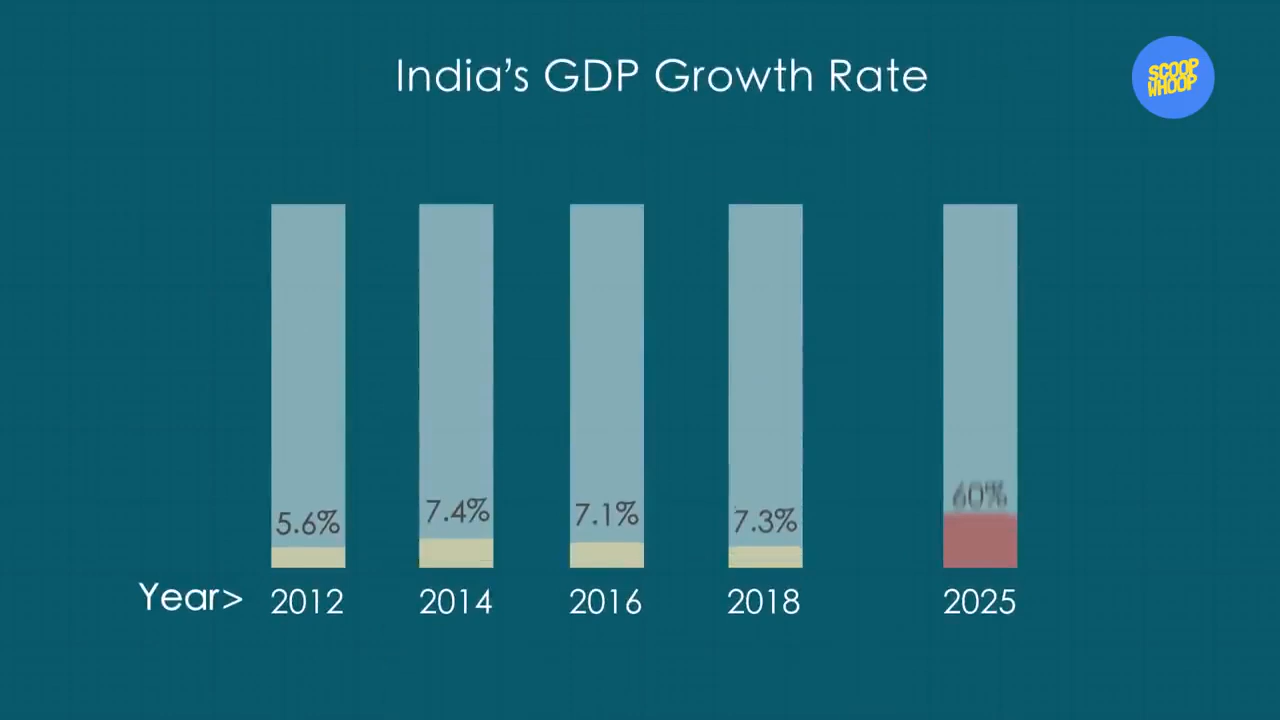 India's GDP Growth Rate
SCOOP
WHOOP
5.6%
7.4%
7.1%
7.3%
60%
Year>
2012
2014
2016
2018
2025